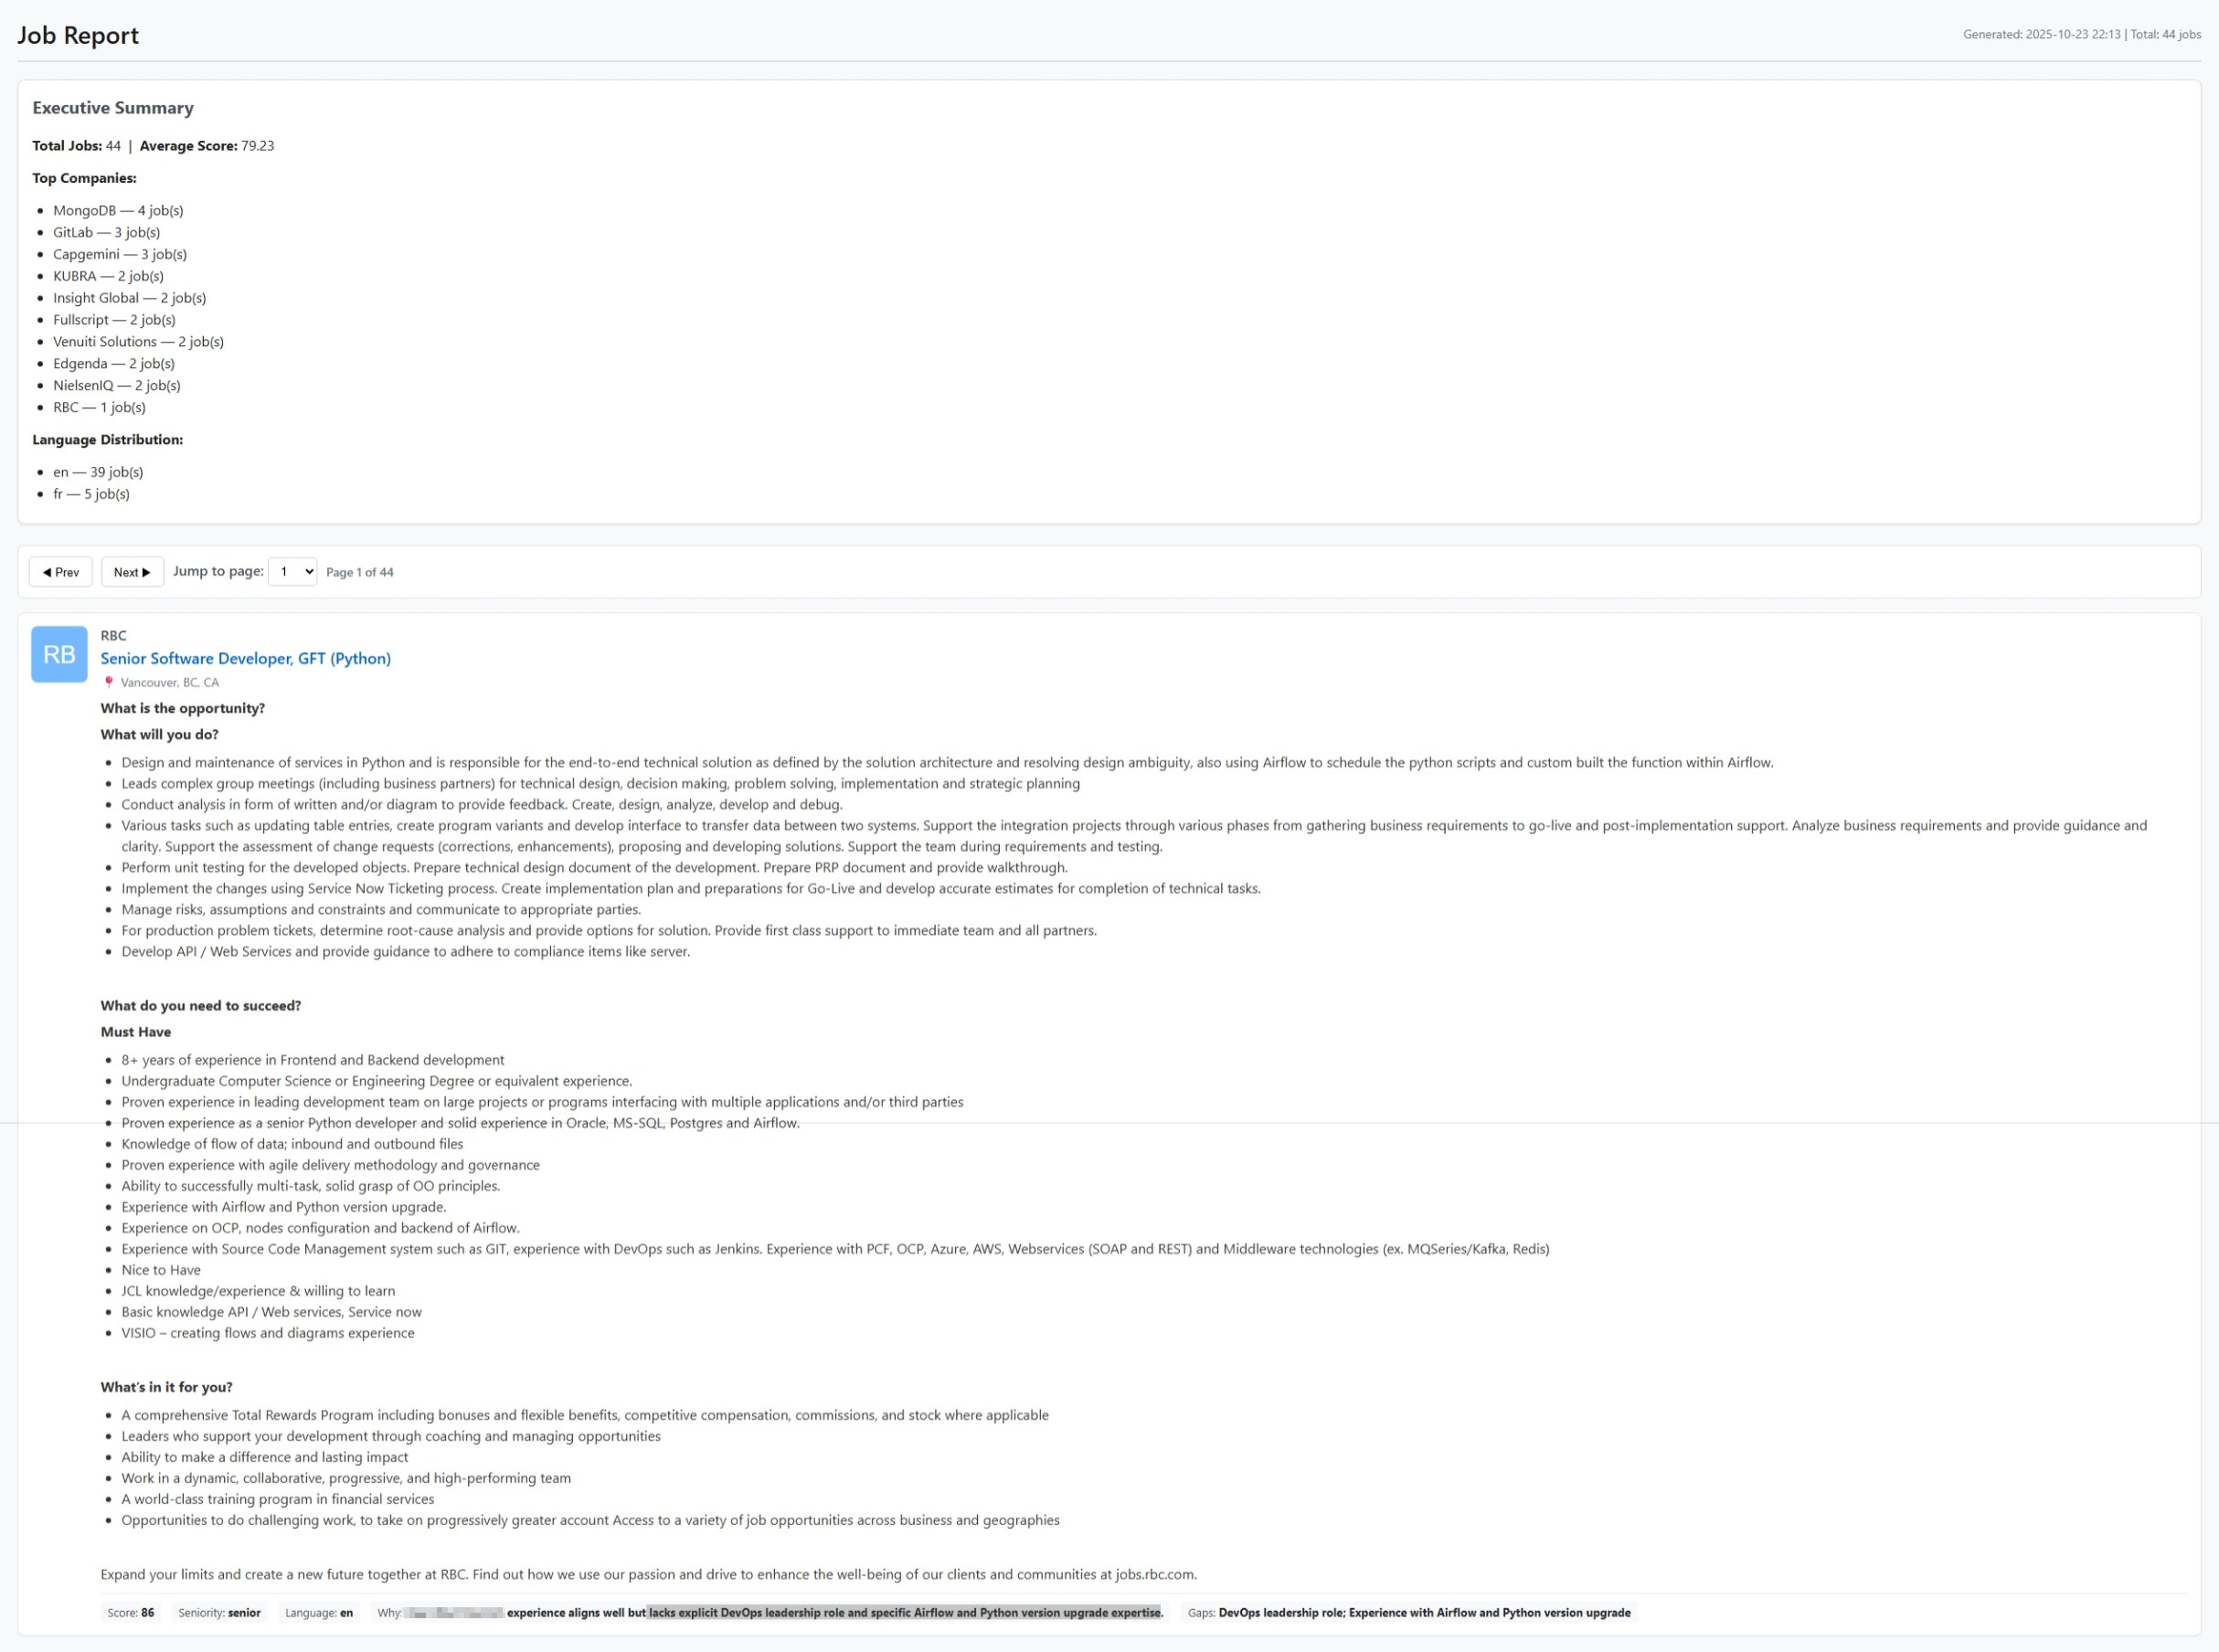 Job Report
Generated: 2025-10-23 22:13 | Total: 44 jobs
Executive Summary
Total Jobs: 44 | Average Score: 79.23
Top Companies:
MongoDB — 4 job(s)
GitLab — 3 job(s)
Capgemini — 3 job(s)
KUBRA — 2 job(s)
Insight Global — 2 job(s)
Fullscript — 2 job(s)
Venuiti Solutions — 2 job(s)
Edgenda — 2 job(s)
NielsenIQ — 2 job(s)
RBC — 1 job(s)
Language Distribution:
en — 39 job(s)
fr — 5 job(s)
◀ Prev Next ▶ Jump to page: 1 Page 1 of 44
RB
RBC
Senior Software Developer, GFT (Python)
Vancouver, BC, CA
What is the opportunity?
What will you do?
Design and maintenance of services in Python and is responsible for the end-to-end technical solution as defined by the solution architecture and resolving design ambiguity, also using Airflow to schedule the python scripts and custom built the function within Airflow.
Leads complex group meetings (including business partners) for technical design, decision making, problem solving, implementation and strategic planning
Conduct analysis in form of written and/or diagram to provide feedback. Create, design, analyze, develop and debug.
Various tasks such as updating table entries, create program variants and develop interface to transfer data between two systems. Support the integration projects through various phases from gathering business requirements to go-live and post-implementation support. Analyze business requirements and provide guidance and
clarity. Support the assessment of change requests (corrections, enhancements), proposing and developing solutions. Support the team during requirements and testing.
Perform unit testing for the developed objects. Prepare technical design document of the development. Prepare PRP document and provide walkthrough.
Implement the changes using Service Now Ticketing process. Create implementation plan and preparations for Go-Live and develop accurate estimates for completion of technical tasks.
Manage risks, assumptions and constraints and communicate to appropriate parties.
For production problem tickets, determine root-cause analysis and provide options for solution. Provide first class support to immediate team and all partners.
Develop API / Web Services and provide guidance to adhere to compliance items like server.
What do you need to succeed?
Must Have
8+ years of experience in Frontend and Backend development
Undergraduate Computer Science or Engineering Degree or equivalent experience.
Proven experience in leading development team on large projects or programs interfacing with multiple applications and/or third parties
Proven experience as a senior Python developer and solid experience in Oracle, MS-SQL, Postgres and Airflow.
Knowledge of flow of data; inbound and outbound files
Proven experience with agile delivery methodology and governance
Ability to successfully multi-task, solid grasp of OO principles.
Experience with Airflow and Python version upgrade.
Experience on OCP, nodes configuration and backend of Airflow.
Experience with Source Code Management system such as GIT, experience with DevOps such as Jenkins. Experience with PCF, OCP, Azure, AWS, Webservices (SOAP and REST) and Middleware technologies (ex. MQSeries/Kafka, Redis)
Nice to Have
JCL knowledge/experience & willing to learn
Basic knowledge API / Web services, Service now
VISIO – creating flows and diagrams experience
What's in it for you?
A comprehensive Total Rewards Program including bonuses and flexible benefits, competitive compensation, commissions, and stock where applicable
Leaders who support your development through coaching and managing opportunities
Ability to make a difference and lasting impact
Work in a dynamic, collaborative, progressive, and high-performing team
A world-class training program in financial services
Opportunities to do challenging work, to take on progressively greater account Access to a variety of job opportunities across business and geographies
Expand your limits and create a new future together at RBC. Find out how we use our passion and drive to enhance the well-being of our clients and communities at jobs.rbc.com.
Score: 86 Seniority: senior Language: en Why: experience aligns well but lacks explicit DevOps leadership role and specific Airflow and Python version upgrade expertise. Gaps: DevOps leadership role; Experience with Airflow and Python version upgrade